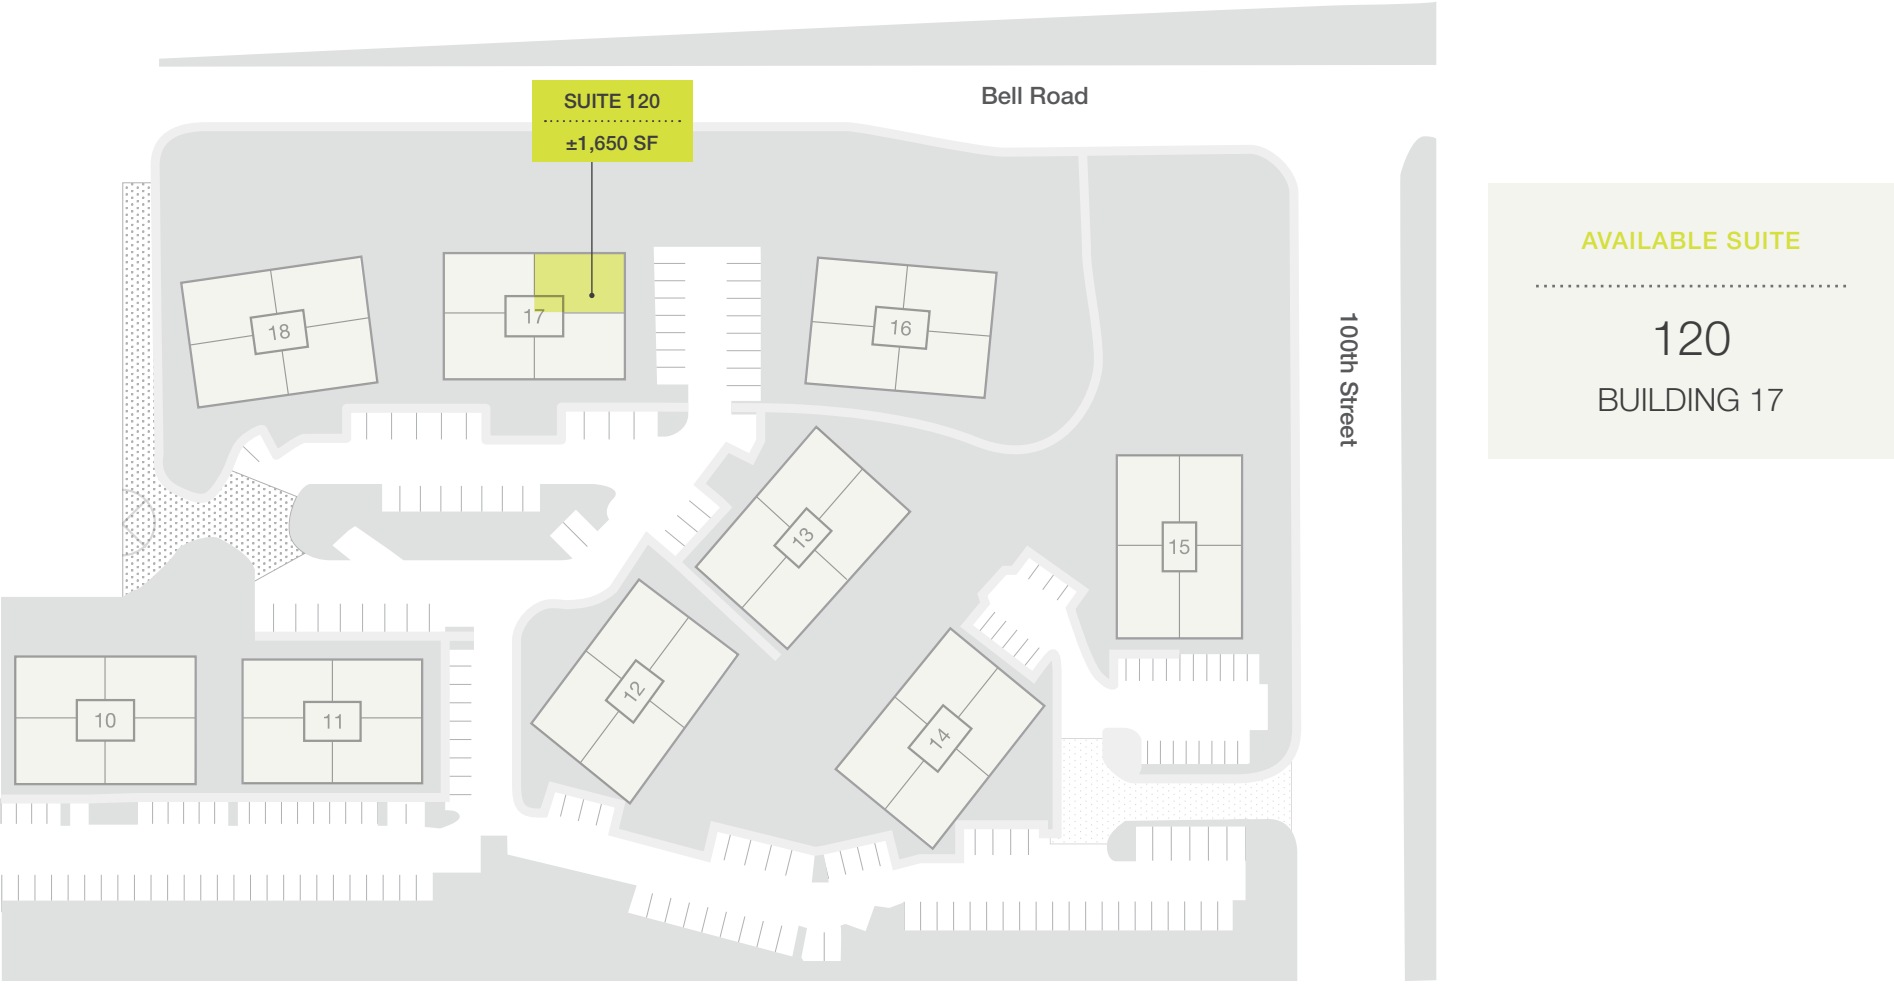 Bell Road
SUITE 120
±1,650 SF
100th Street
AVAILABLE SUITE
120
BUILDING 17
18
17
16
13
15
12
14
10
11